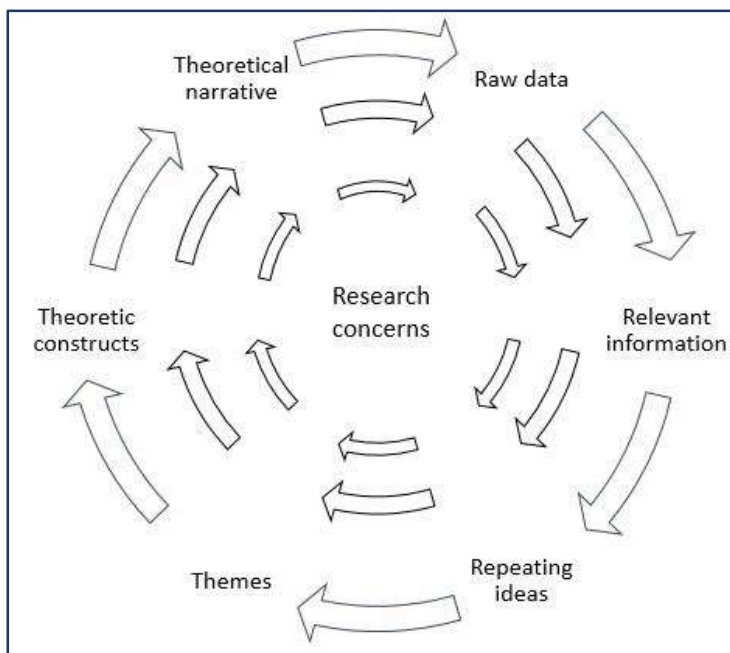 Theoretical
narrative
Raw data
Research
concerns
Theoretic
constructs
Relevant
information
Themes
Repeating
ideas